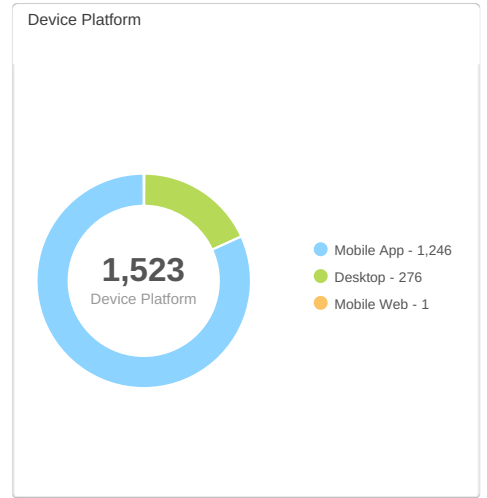 Device Platform
1,523
Device Platform
Mobile App - 1,246
Desktop - 276
Mobile Web - 1